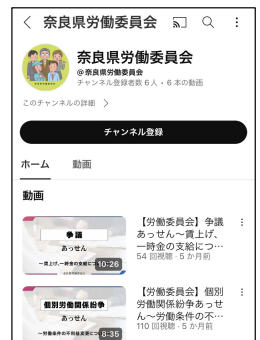 奈良県労働委員会
奈良県労働委員会
@奈良県労働委員会
チャンネル登録者数 6 人・6 本の動画
このチャンネルの詳細
チャンネル登録
ホーム 動画
動画
争議
あっせん
～賃上げ、一時金の支給につ
10:26
【労働委員会】争議
あっせん～賃上げ、
一時金の支給につ…
54 回視聴・5 か月前
個別労働関係紛争
あっせん
～労働条件の不利益変更につ
8:35
【労働委員会】個別
労働関係紛争あっせ
ん～労働条件の不…
110 回視聴・5 か月前